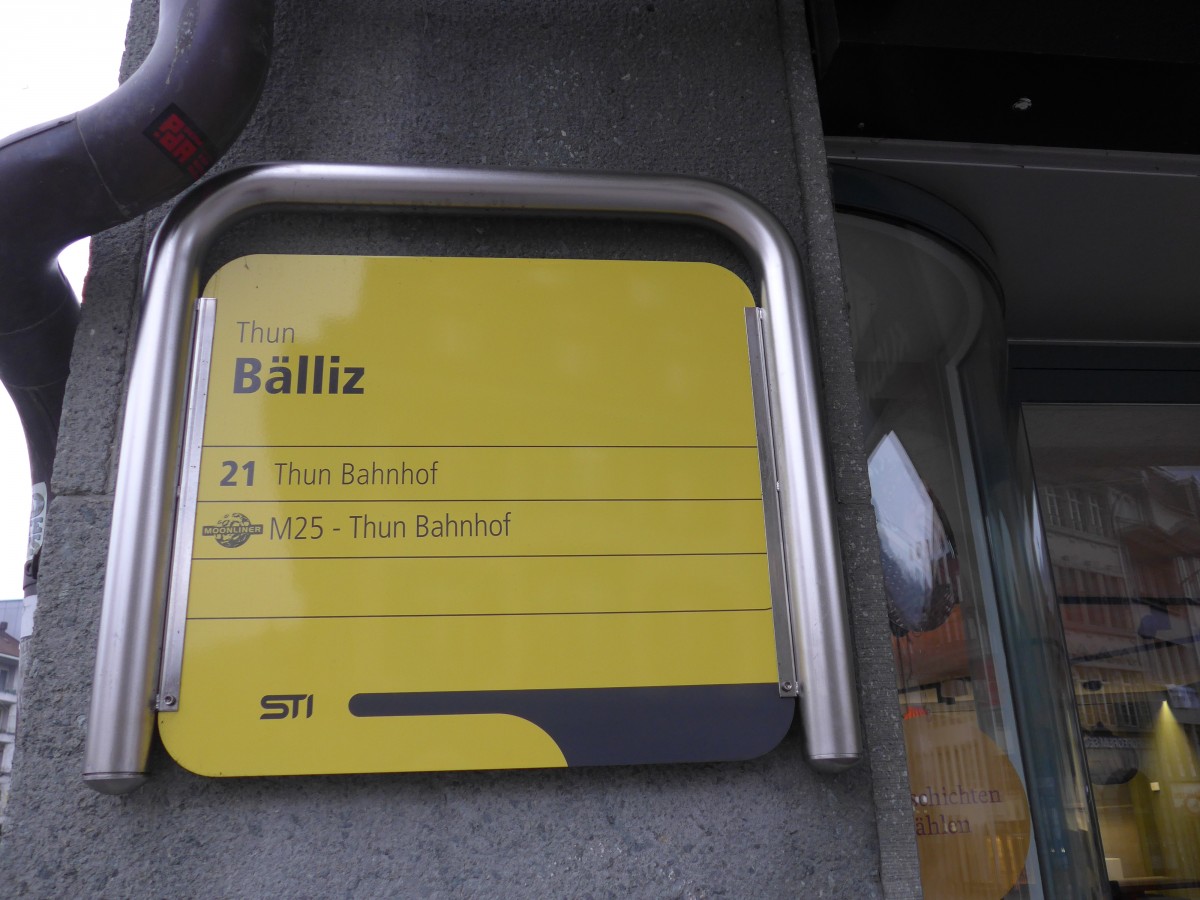 Thun
Bälliz
21 Thun Bahnhof
MOONLINER M25 - Thun Bahnhof
STI
schichten
ählen